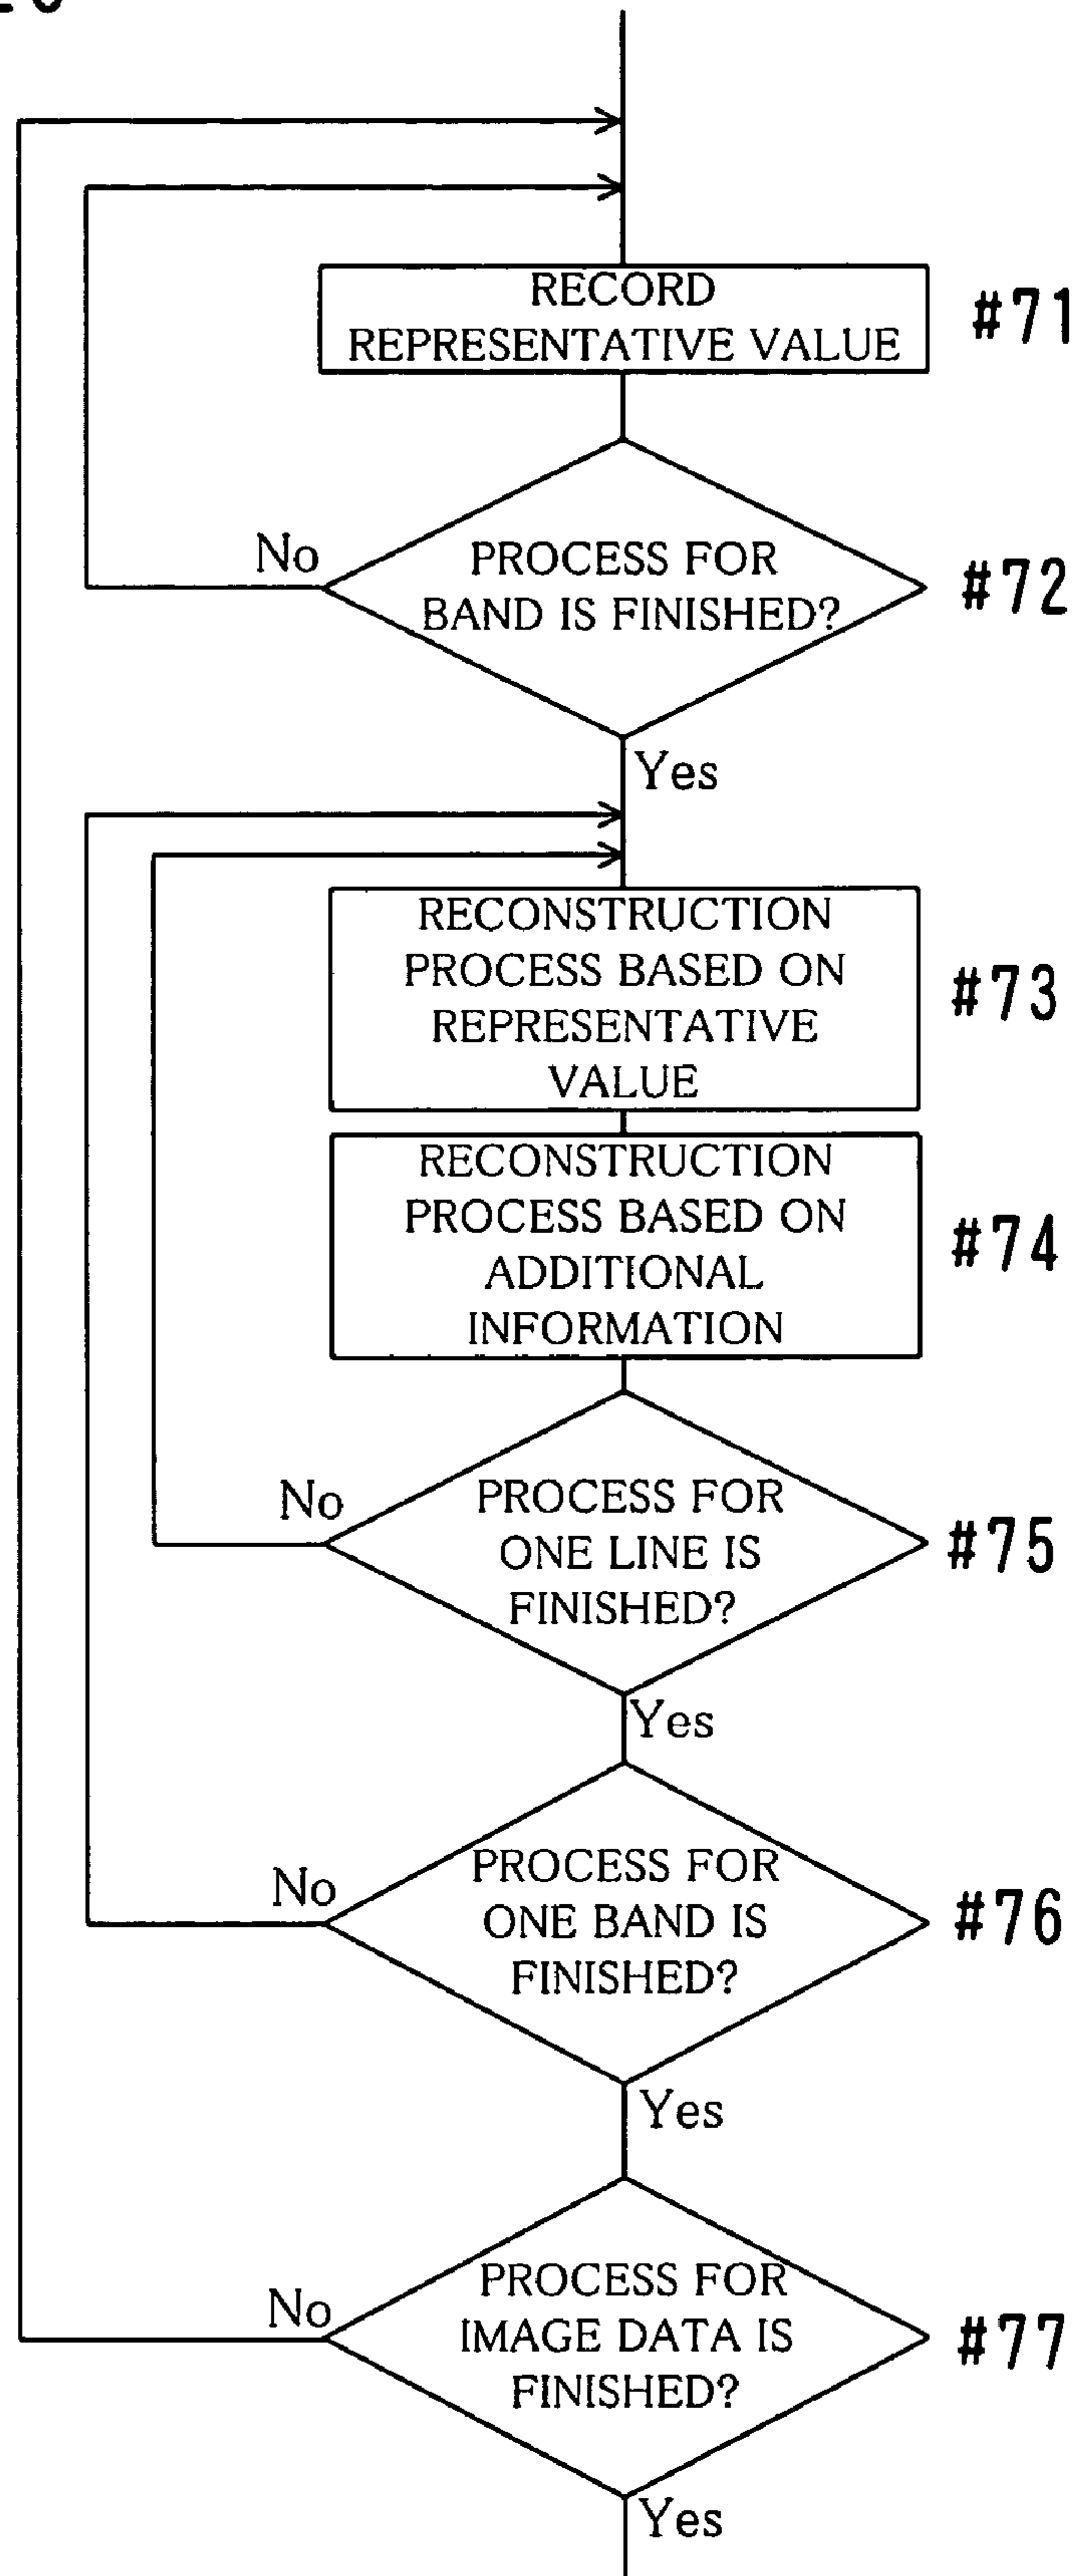 RECORD
REPRESENTATIVE VALUE
#71
No
PROCESS FOR
BAND IS FINISHED?
#72
Yes
RECONSTRUCTION
PROCESS BASED ON
REPRESENTATIVE
VALUE
#73
RECONSTRUCTION
PROCESS BASED ON
ADDITIONAL
INFORMATION
#74
No
PROCESS FOR
ONE LINE IS
FINISHED?
#75
Yes
No
PROCESS FOR
ONE BAND IS
FINISHED?
#76
Yes
No
PROCESS FOR
IMAGE DATA IS
FINISHED?
#77
Yes